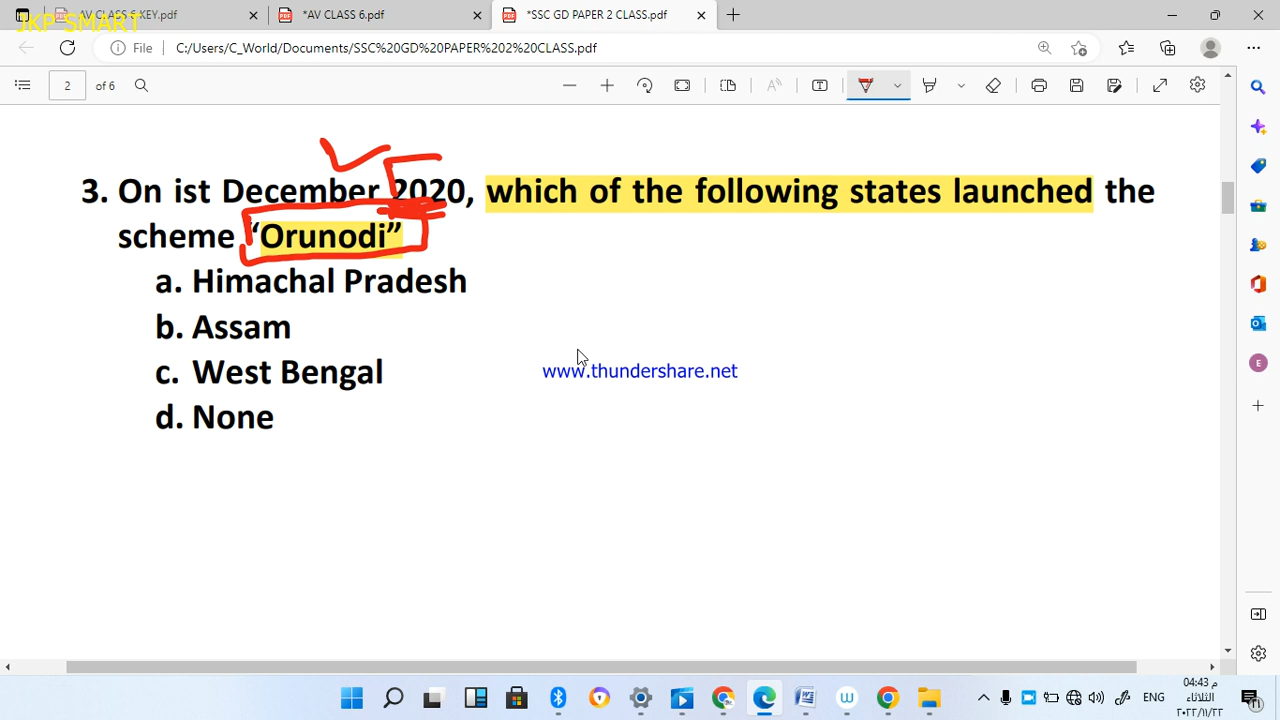 JKP SMART
AV CLASS 6 KEY.pdf
*AV CLASS 6.pdf
*SSC GD PAPER 2 CLASS.pdf
File
C:/Users/C_World/Documents/SSC%20GD%20PAPER%202%20CLASS.pdf
2 of 6
3. On ist December 2020, which of the following states launched the
scheme “Orunodi”
a. Himachal Pradesh
b. Assam
c. West Bengal
d. None
www.thundershare.net
E
ENG
04:43 م
الثلاثاء